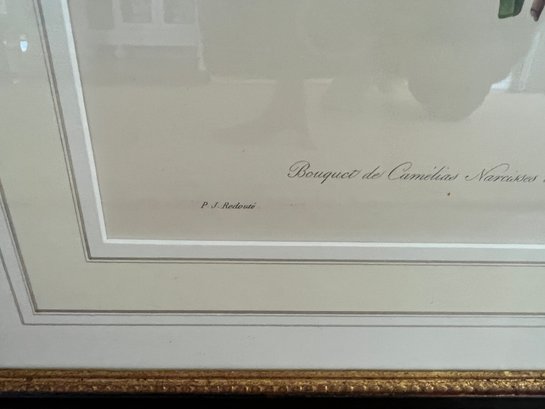 Bouquet de Camélias Narcisses
P. J. Redouté.